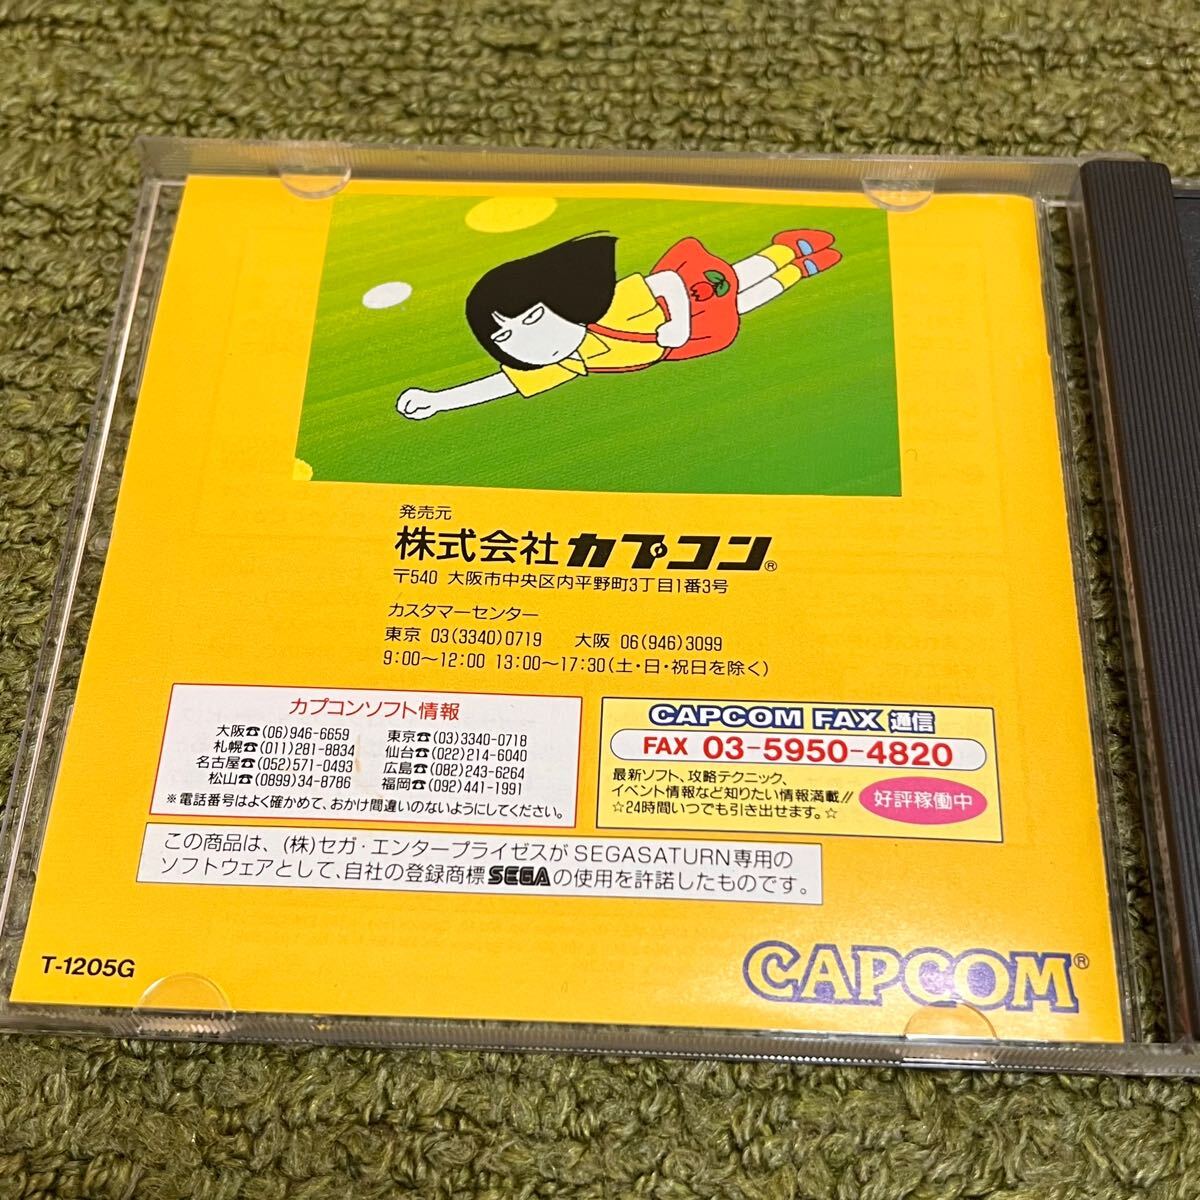 発売元
株式会社カプコン®
〒540 大阪市中央区内平野町3丁目1番3号
カスタマーセンター
東京 03(3340)0719 大阪 06(946)3099
9:00〜12:00 13:00〜17:30(土・日・祝日を除く)
カプコンソフト情報
大阪☎(06)946-6659 東京☎(03)3340-0718
札幌☎(011)281-8834 仙台☎(022)214-6040
名古屋☎(052)571-0493 広島☎(082)243-6264
松山☎(0899)34-8786 福岡☎(092)441-1991
※電話番号はよく確かめて、おかけ間違いのないようにしてください。
CAPCOM FAX 通信
FAX 03-5950-4820
最新ソフト、攻略テクニック、
イベント情報など知りたい情報満載!!
☆24時間いつでも引き出せます。☆
好評稼働中
この商品は、(株)セガ・エンタープライゼスがSEGASATURN専用の
ソフトウェアとして、自社の登録商標SEGAの使用を許諾したものです。
T-1205G
CAPCOM®